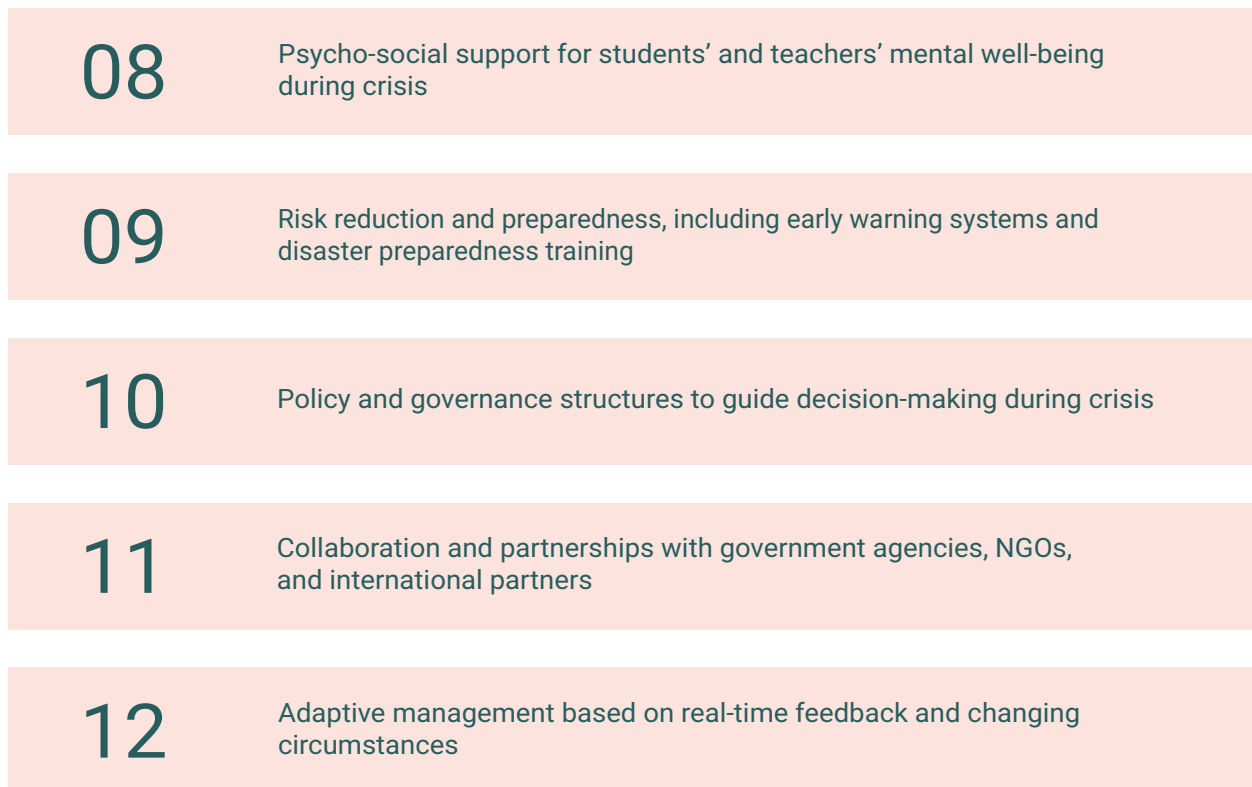 08
Psycho-social support for students’ and teachers’ mental well-being
during crisis
09
Risk reduction and preparedness, including early warning systems and
disaster preparedness training
10
Policy and governance structures to guide decision-making during crisis
11
Collaboration and partnerships with government agencies, NGOs,
and international partners
12
Adaptive management based on real-time feedback and changing
circumstances